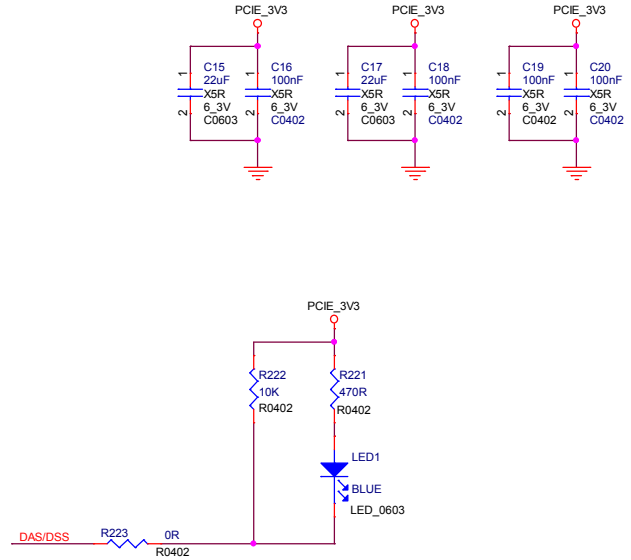 PCIE_3V3
PCIE_3V3
PCIE_3V3
1
C15
22uF
X5R
6_3V
C0603
2
1
C16
100nF
X5R
6_3V
C0402
2
1
C17
22uF
X5R
6_3V
C0603
2
1
C18
100nF
X5R
6_3V
C0402
2
1
C19
100nF
X5R
6_3V
C0402
2
1
C20
100nF
X5R
6_3V
C0402
2
PCIE_3V3
R222
10K
R0402
R221
470R
R0402
LED1
BLUE
LED_0603
DAS/DSS
R223
0R
R0402